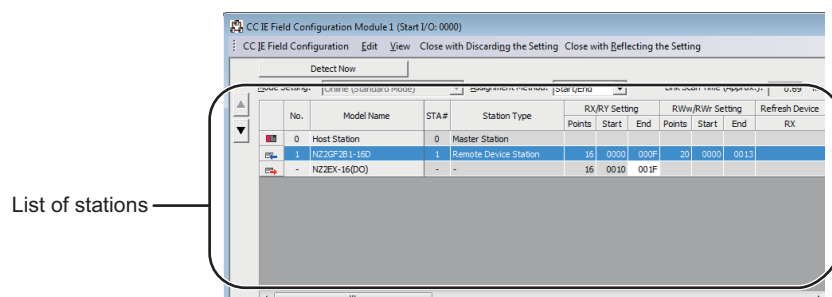 CC IE Field Configuration Module 1 (Start I/O: 0000)
CC IE Field Configuration Edit View Close with Discarding the Setting Close with Reflecting the Setting
Detect Now
Mode Setting: Online (Standard Mode) Assignment Method: Start/End Link Scan Time (Approx.): 0.69
No. Model Name STA# Station Type RX/RY Setting RWw/RWr Setting Refresh Device
Points Start End Points Start End RX
0 Host Station 0 Master Station
1 NZ2GF2B1-16D 1 Remote Device Station 16 0000 000F 20 0000 0013
- NZ2EX-16(DO) - - 16 0010 001F
List of stations